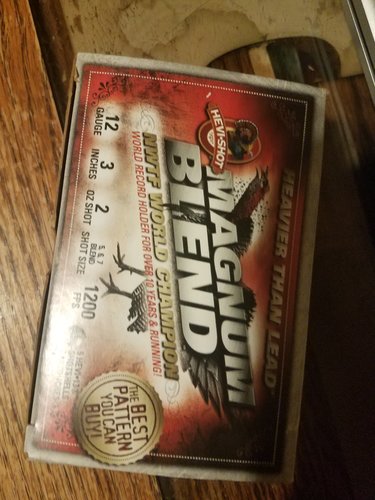 HEAVIER THAN LEAD
HEVI-SHOT
MAGNUM
BLEND
NWTF WORLD CHAMPION
WORLD RECORD HOLDER FOR OVER 10 YEARS & RUNNING!
12 3 2 5, 6 & 7 1200
BLEND
GAUGE INCHES OZ SHOT SHOT SIZE FPS
THE BEST
PATTERN
YOU CAN
BUY!